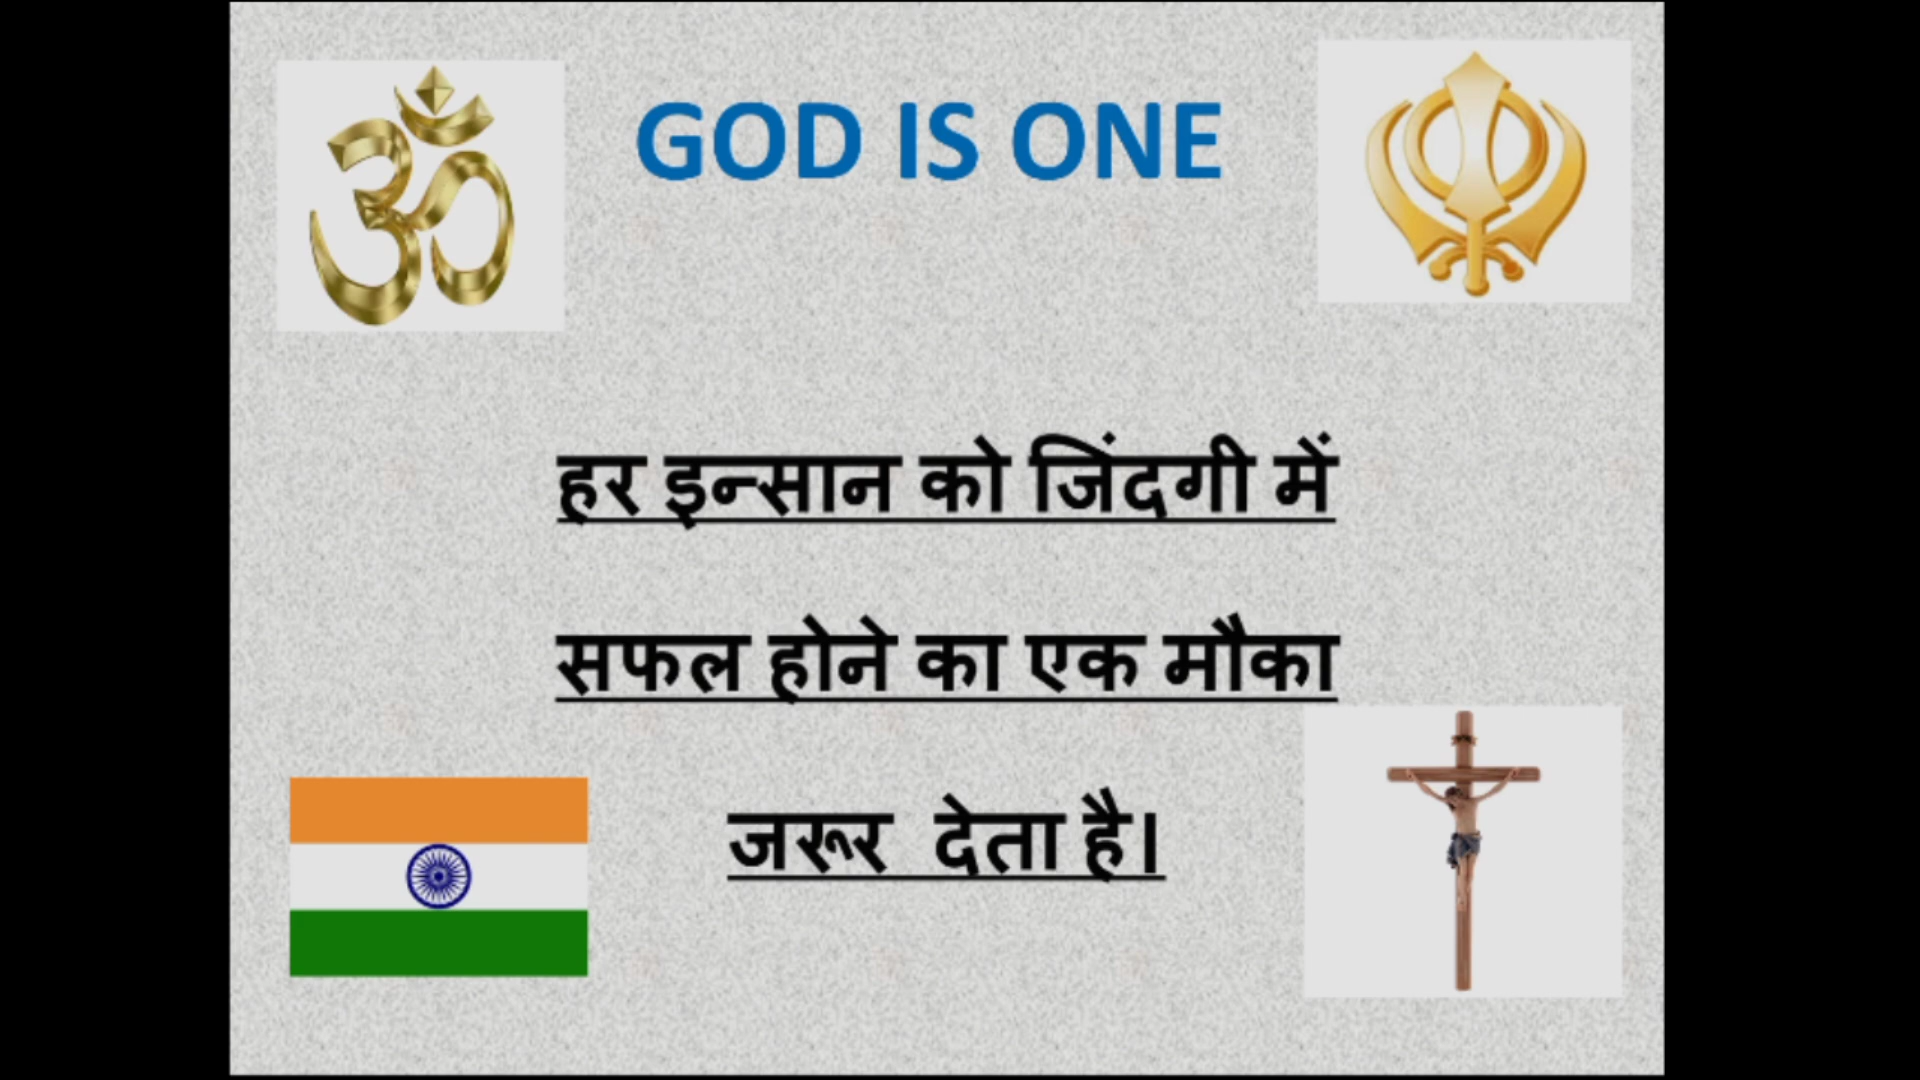 GOD IS ONE
हर इन्सान को जिंदगी में
सफल होने का एक मौका
जरूर  देता है।